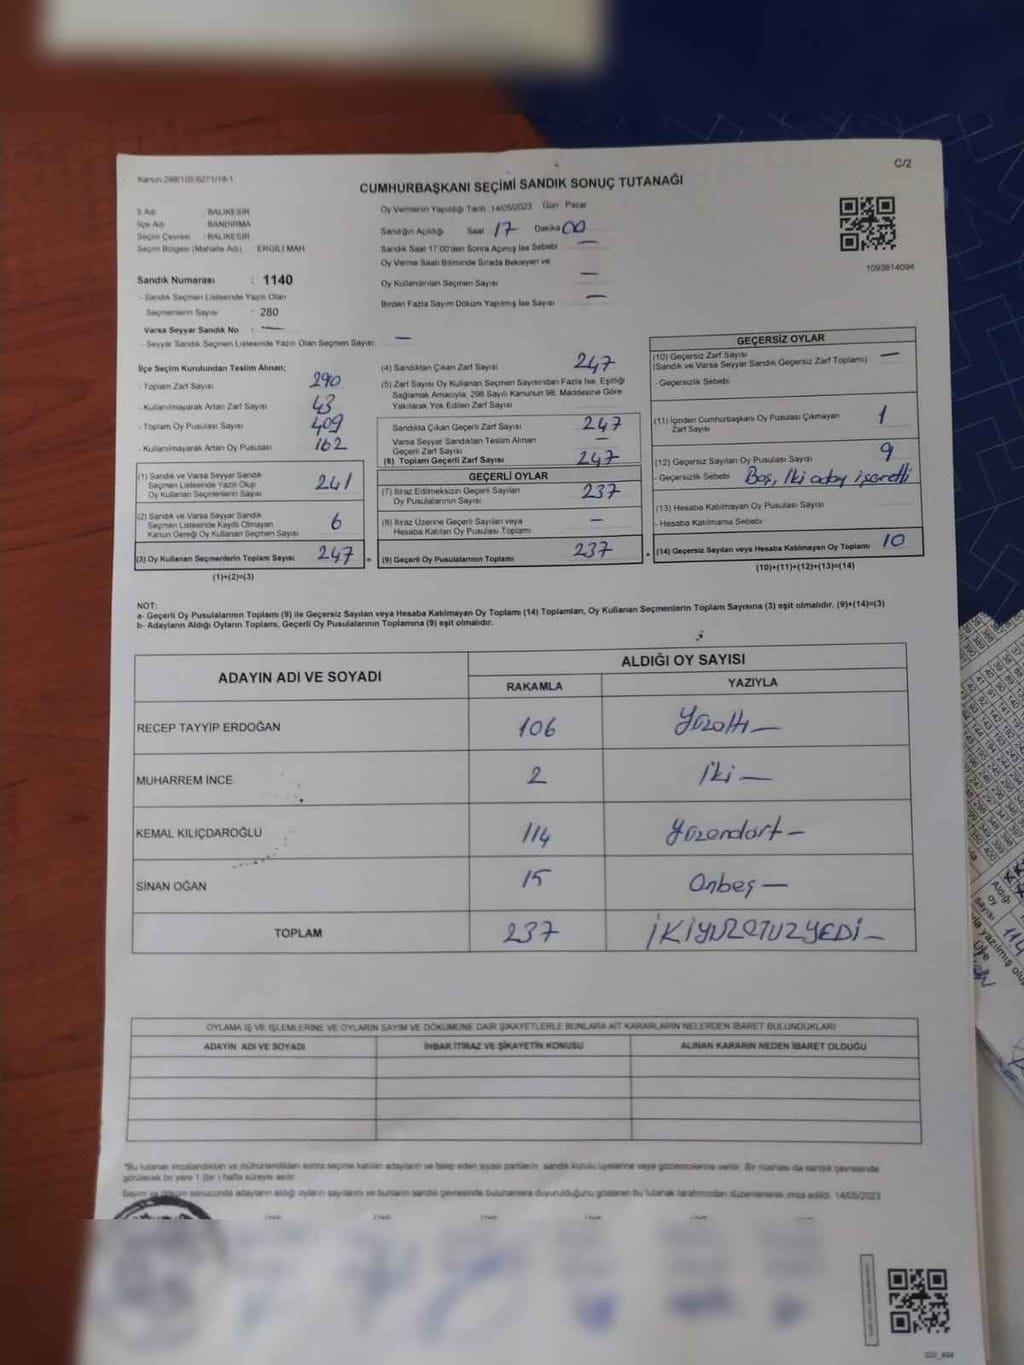 Kanun:298/105 6271/18-1
C/2
CUMHURBAŞKANI SEÇİMİ SANDIK SONUÇ TUTANAĞI
İl Adı BALIKESİR
İlçe Adı BANDIRMA
Seçim Çevresi : BALIKESİR
Seçim Bölgesi (Mahalle Adı) ERGİLİ MAH
Sandık Numarası : 1140
- Sandık Seçmen Listesinde Yazılı Olan
Seçmenlerin Sayısı : 280
Varsa Seyyar Sandık No : —
- Seyyar Sandık Seçmen Listesinde Yazılı Olan Seçmen Sayısı —
Oy Vermenin Yapıldığı Tarih 14/05/2023 Gün Pazar
Sandığın Açıldığı Saat 17 Dakika 00
Sandık Saat 17:00'den Sonra Açılmış İse Sebebi —
Oy Verme Saati Bitiminde Sırada Bekleyen ve
Oy Kullandırılan Seçmen Sayısı —
Birden Fazla Sayım Döküm Yapılmış İse Sayısı —
1093814094
İlçe Seçim Kurulundan Teslim Alınan;
- Toplam Zarf Sayısı 290
- Kullanılmayarak Artan Zarf Sayısı 43
- Toplam Oy Pusulası Sayısı 409
- Kullanılmayarak Artan Oy Pusulası 162
(1) Sandık ve Varsa Seyyar Sandık
Seçmen Listesinde Yazılı Olup
Oy Kullanan Seçmenlerin Sayısı 241
(2) Sandık ve Varsa Seyyar Sandık
Seçmen Listesinde Kayıtlı Olmayan
Kanun Gereği Oy Kullanan Seçmen Sayısı 6
(3) Oy Kullanan Seçmenlerin Toplam Sayısı 247 =
(1)+(2)=(3)
(4) Sandıktan Çıkan Zarf Sayısı 247
(5) Zarf Sayısı Oy Kullanan Seçmen Sayısından Fazla İse, Eşitliği
Sağlamak Amacıyla; 298 Sayılı Kanunun 98. Maddesine Göre
Yakılarak Yok Edilen Zarf Sayısı
Sandıkta Çıkan Geçerli Zarf Sayısı 247
Varsa Seyyar Sandıktan Teslim Alınan
Geçerli Zarf Sayısı —
(6) Toplam Geçerli Zarf Sayısı 247
GEÇERLİ OYLAR
(7) İtiraz Edilmeksizin Geçerli Sayılan
Oy Pusulalarının Sayısı 237
(8) İtiraz Üzerine Geçerli Sayılan veya
Hesaba Katılan Oy Pusulası Toplamı —
(9) Geçerli Oy Pusulalarının Toplamı 237 +
GEÇERSİZ OYLAR
(10) Geçersiz Zarf Sayısı —
(Sandık ve Varsa Seyyar Sandık Geçersiz Zarf Toplamı)
- Geçersizlik Sebebi
(11) İçinden Cumhurbaşkanı Oy Pusulası Çıkmayan
Zarf Sayısı 1
(12) Geçersiz Sayılan Oy Pusulası Sayısı 9
- Geçersizlik Sebebi Boş, İki aday işaretli
(13) Hesaba Katılmayan Oy Pusulası Sayısı
- Hesaba Katılmama Sebebi
(14) Geçersiz Sayılan veya Hesaba Katılmayan Oy Toplamı 10
(10)+(11)+(12)+(13)=(14)
NOT:
a- Geçerli Oy Pusulalarının Toplamı (9) ile Geçersiz Sayılan veya Hesaba Katılmayan Oy Toplamı (14) Toplamları, Oy Kullanan Seçmenlerin Toplam Sayısına (3) eşit olmalıdır. (9)+(14)=(3)
b- Adayların Aldığı Oyların Toplamı, Geçerli Oy Pusulalarının Toplamına (9) eşit olmalıdır.
ADAYIN ADI VE SOYADI
ALDIĞI OY SAYISI
RAKAMLA YAZIYLA
RECEP TAYYİP ERDOĞAN 106 Yüzaltı —
MUHARREM İNCE 2 İki —
KEMAL KILIÇDAROĞLU 114 Yüzondört —
SİNAN OĞAN 15 Onbeş —
TOPLAM 237 İKİYÜZOTUZYEDİ —
OYLAMA İŞ VE İŞLEMLERİNE VE OYLARIN SAYIM VE DÖKÜMÜNE DAİR ŞİKAYETLERLE BUNLARA AİT KARARLARIN NELERDEN İBARET BULUNDUKLARI
ADAYIN ADI VE SOYADI İHBAR İTİRAZ VE ŞİKAYETİN KONUSU ALINAN KARARIN NEDEN İBARET OLDUĞU
*Bu tutanak imzalandıktan ve mühürlendikten sonra seçime katılan adayların ve talep eden siyasi partilerin, sandık kurulu üyelerine veya gözlemcilerine verilir. Bir nüshası da sandık çevresinde
görülecek bir yere 1 (bir) hafta süreyle asılır.
Sayım ve döküm sonucunda adayların aldığı oyların sayılarını ve bunların sandık çevresinde bulunanlara duyurulduğunu gösteren bu tutanak tarafımızdan düzenlenerek imza edildi. 14/05/2023